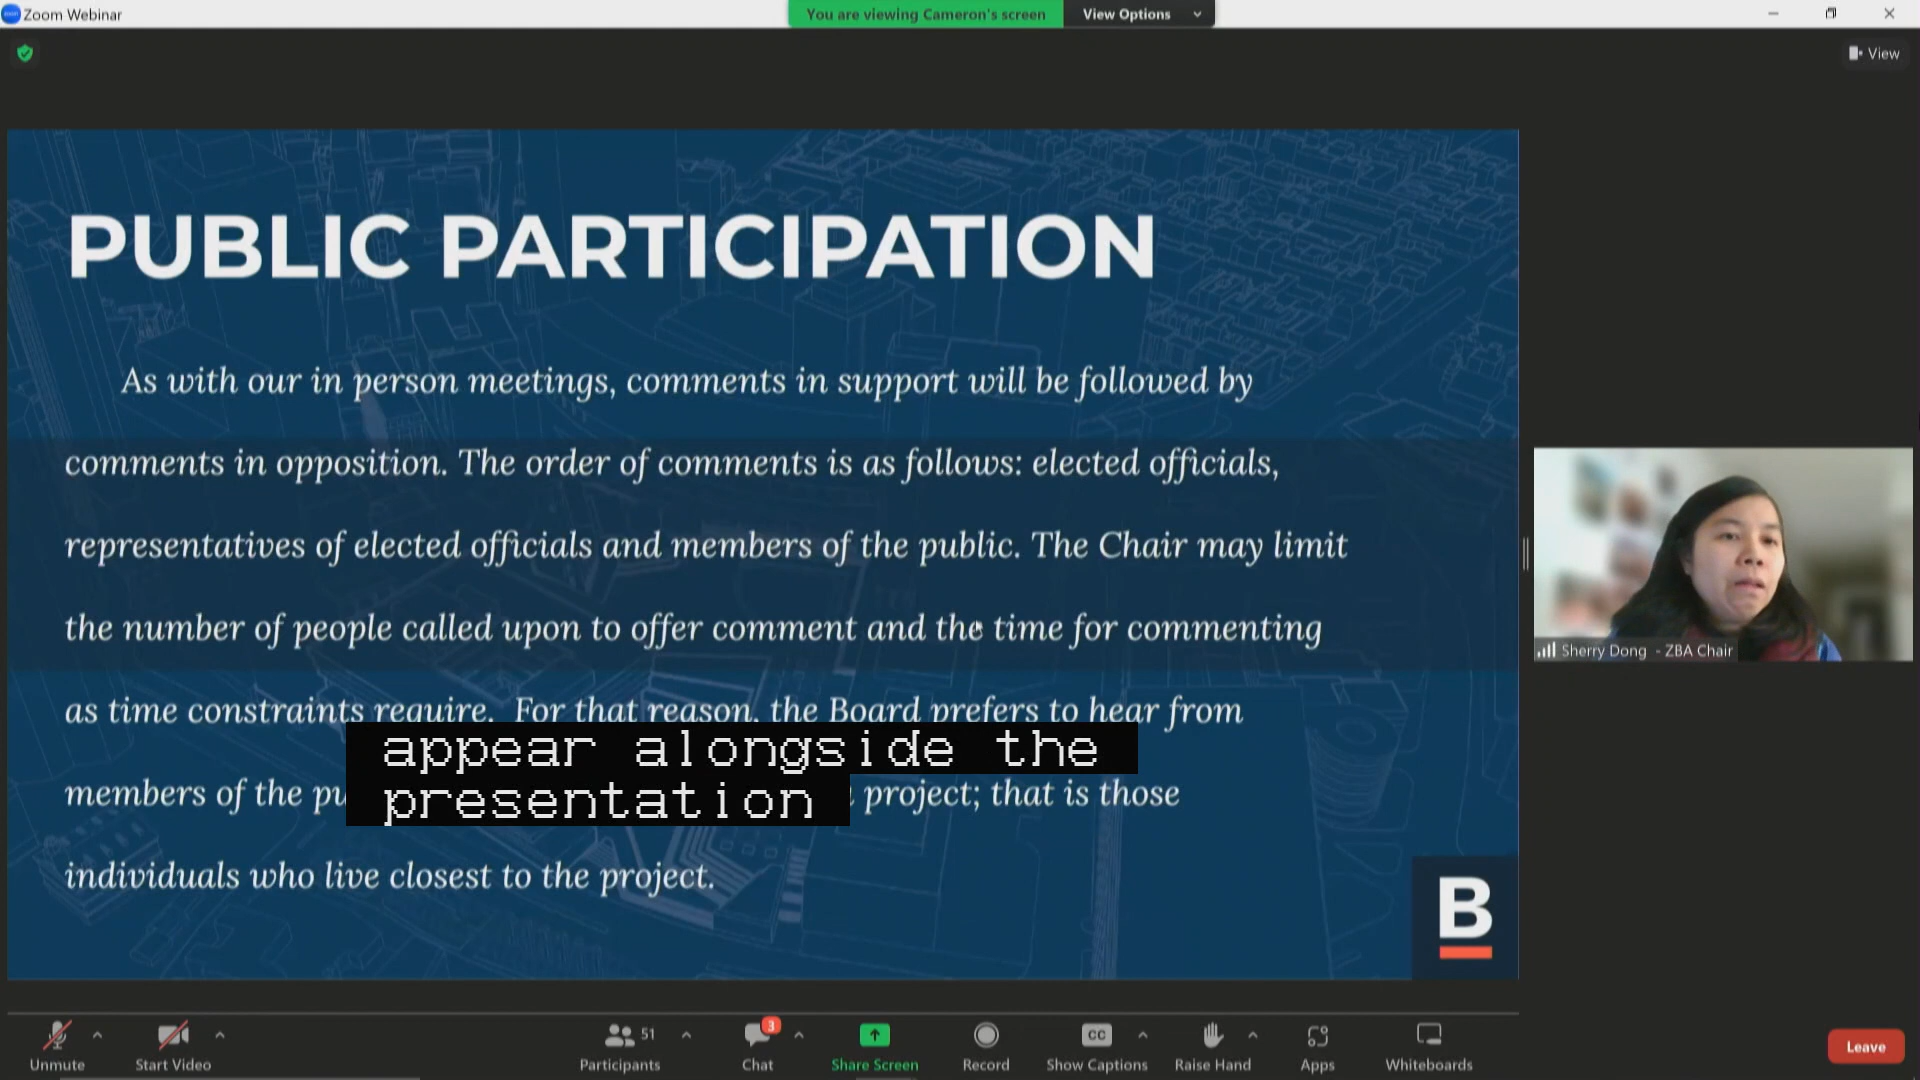 Zoom Webinar
You are viewing Cameron's screen
View Options
View
PUBLIC PARTICIPATION
As with our in person meetings, comments in support will be followed by
comments in opposition. The order of comments is as follows: elected officials,
representatives of elected officials and members of the public. The Chair may limit
the number of people called upon to offer comment and the time for commenting
as time constraints require. For that reason, the Board prefers to hear from
appear alongside the
members of the project; that is those
presentation
individuals who live closest to the project.
B
Sherry Dong - ZBA Chair
Unmute
Start Video
51
Participants
3
Chat
Share Screen
Record
CC
Show Captions
Raise Hand
Apps
Whiteboards
Leave